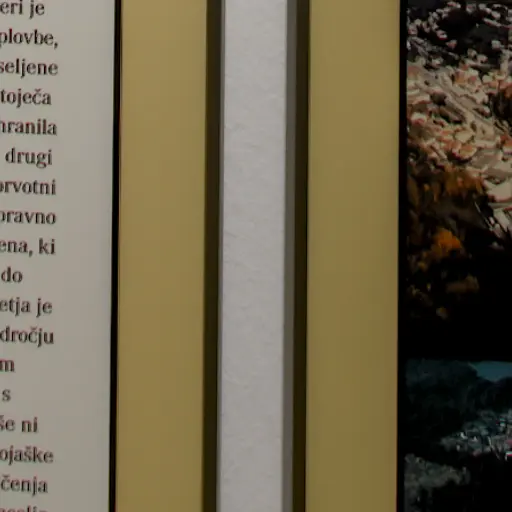 eri je
plovbe,
seljene
toječa
hranila
drugi
prvotni
pravno
ena, ki
do
etja je
dročju
m
s
še ni
ojaške
čenja